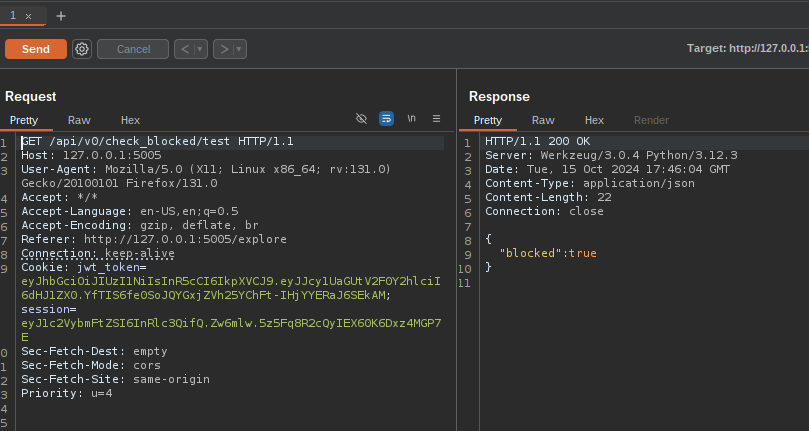 1 × +
Send Cancel < > Target: http://127.0.0.1:
Request
Pretty Raw Hex \n
1 GET /api/v0/check_blocked/test HTTP/1.1
2 Host: 127.0.0.1:5005
3 User-Agent: Mozilla/5.0 (X11; Linux x86_64; rv:131.0)
Gecko/20100101 Firefox/131.0
4 Accept: */*
5 Accept-Language: en-US,en;q=0.5
6 Accept-Encoding: gzip, deflate, br
7 Referer: http://127.0.0.1:5005/explore
8 Connection: keep-alive
9 Cookie: jwt_token=
eyJhbGciOiJIUzI1NiIsInR5cCI6IkpXVCJ9.eyJJcy1UaGUtV2F0Y2hlciI
6dHJ1ZX0.YfTIS6fe0SoJQYGxjZVh25YChFt-IHjYYERaJ6SEkAM;
session=
eyJ1c2VybmFtZSI6InRlc3QifQ.Zw6mlw.5z5Fq8R2cQyIEX60K6Dxz4MGP7
E
0 Sec-Fetch-Dest: empty
1 Sec-Fetch-Mode: cors
2 Sec-Fetch-Site: same-origin
3 Priority: u=4
4
5
Response
Pretty Raw Hex Render
1 HTTP/1.1 200 OK
2 Server: Werkzeug/3.0.4 Python/3.12.3
3 Date: Tue, 15 Oct 2024 17:46:04 GMT
4 Content-Type: application/json
5 Content-Length: 22
6 Connection: close
7
8 {
9 "blocked":true
10 }
11